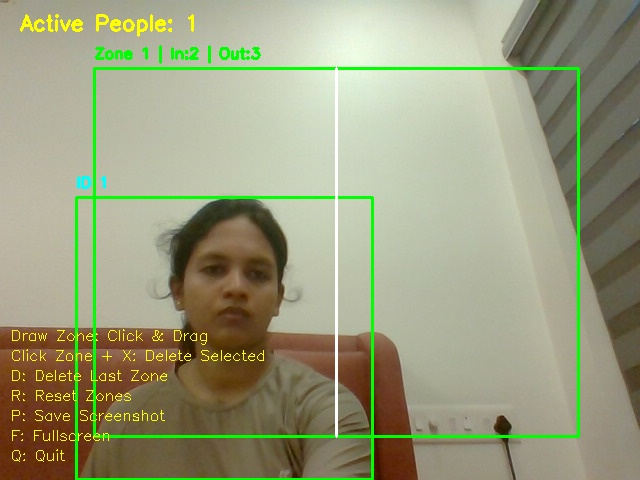 Active People: 1
Zone 1 | In:2 | Out:3
ID 1
Draw Zone: Click & Drag
Click Zone + X: Delete Selected
D: Delete Last Zone
R: Reset Zones
P: Save Screenshot
F: Fullscreen
Q: Quit